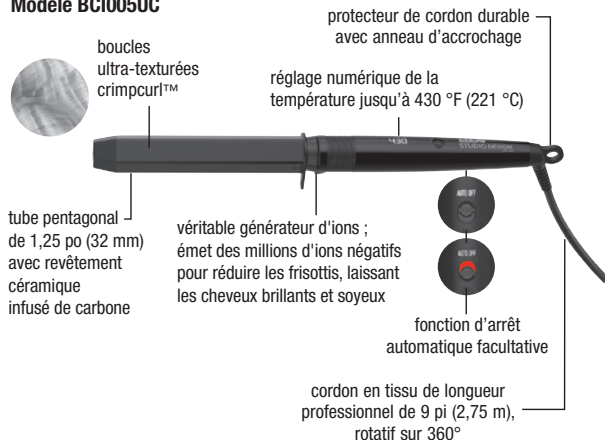 Modèle BCI005UC
protecteur de cordon durable
avec anneau d'accrochage
boucles
ultra-texturées
crimpcurl™
réglage numérique de la
température jusqu'à 430 °F (221 °C)
430
STUDIO DESIGN
AUTO OFF
AUTO OFF
tube pentagonal
de 1,25 po (32 mm)
avec revêtement
céramique
infusé de carbone
véritable générateur d'ions ;
émet des millions d'ions négatifs
pour réduire les frisottis, laissant
les cheveux brillants et soyeux
fonction d'arrêt
automatique facultative
cordon en tissu de longueur
professionnel de 9 pi (2,75 m),
rotatif sur 360°